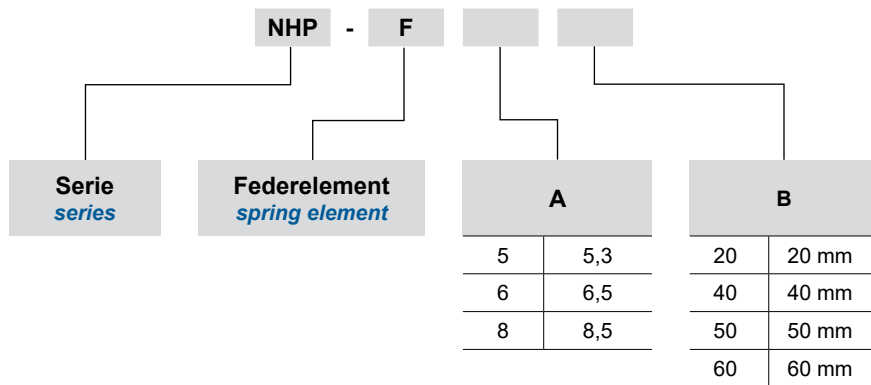 NHP - F
Serie
series
Federelement
spring element
A
5 5,3
6 6,5
8 8,5
B
20 20 mm
40 40 mm
50 50 mm
60 60 mm